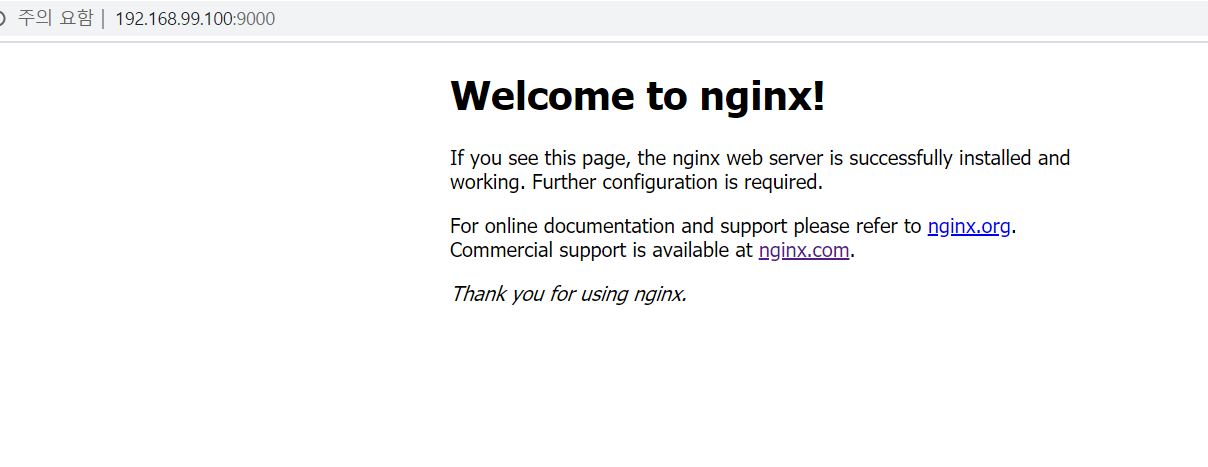 주의 요함 | 192.168.99.100:9000
Welcome to nginx!
If you see this page, the nginx web server is successfully installed and
working. Further configuration is required.
For online documentation and support please refer to nginx.org.
Commercial support is available at nginx.com.
Thank you for using nginx.